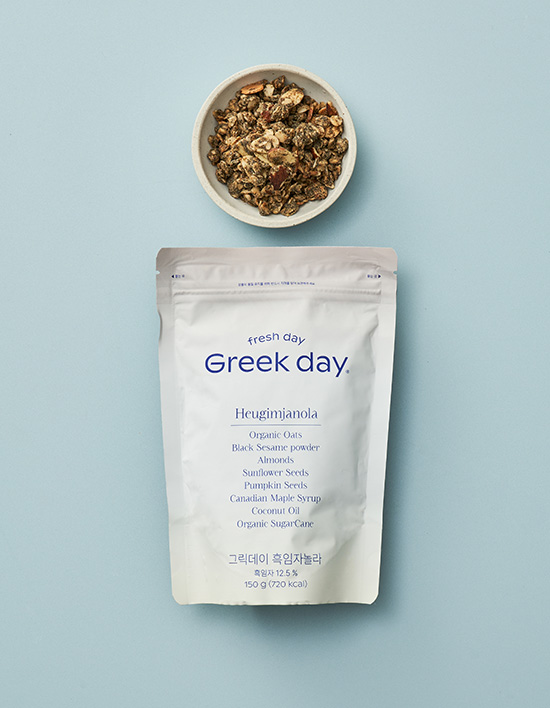 fresh day
Greek day
Heugimjanola
Organic Oats
Black Sesame powder
Almonds
Sunflower Seeds
Pumpkin Seeds
Canadian Maple Syrup
Coconut Oil
Organic SugarCane
그릭데이 흑임자놀라
흑임자 12.5 %
150 g (720 kcal)